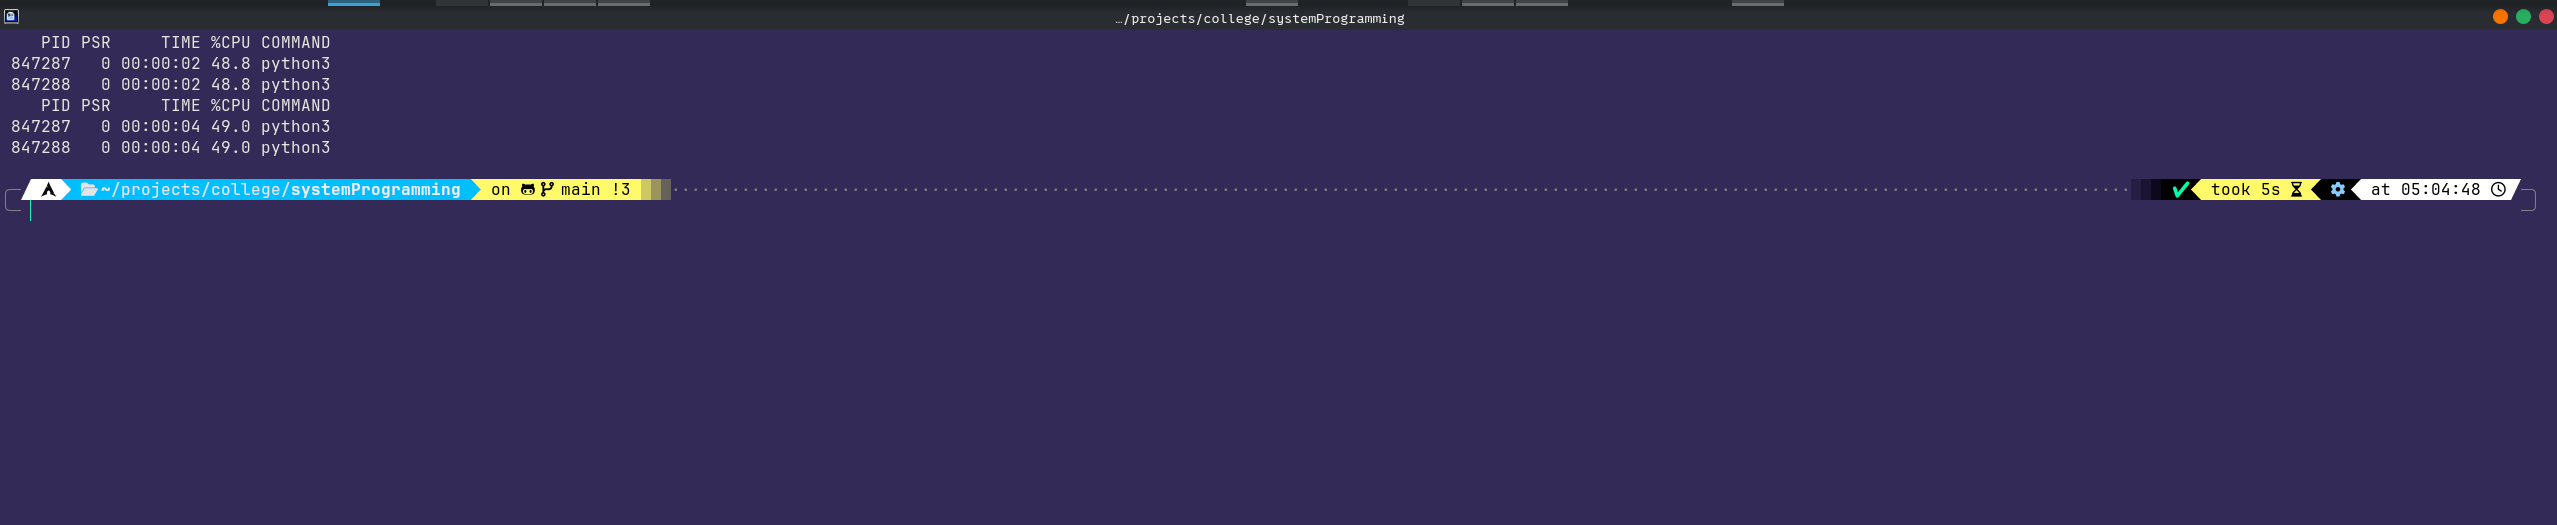 …/projects/college/systemProgramming
PID PSR TIME %CPU COMMAND
847287 0 00:00:02 48.8 python3
847288 0 00:00:02 48.8 python3
PID PSR TIME %CPU COMMAND
847287 0 00:00:04 49.0 python3
847288 0 00:00:04 49.0 python3
~/projects/college/systemProgramming on main !3 took 5s at 05:04:48